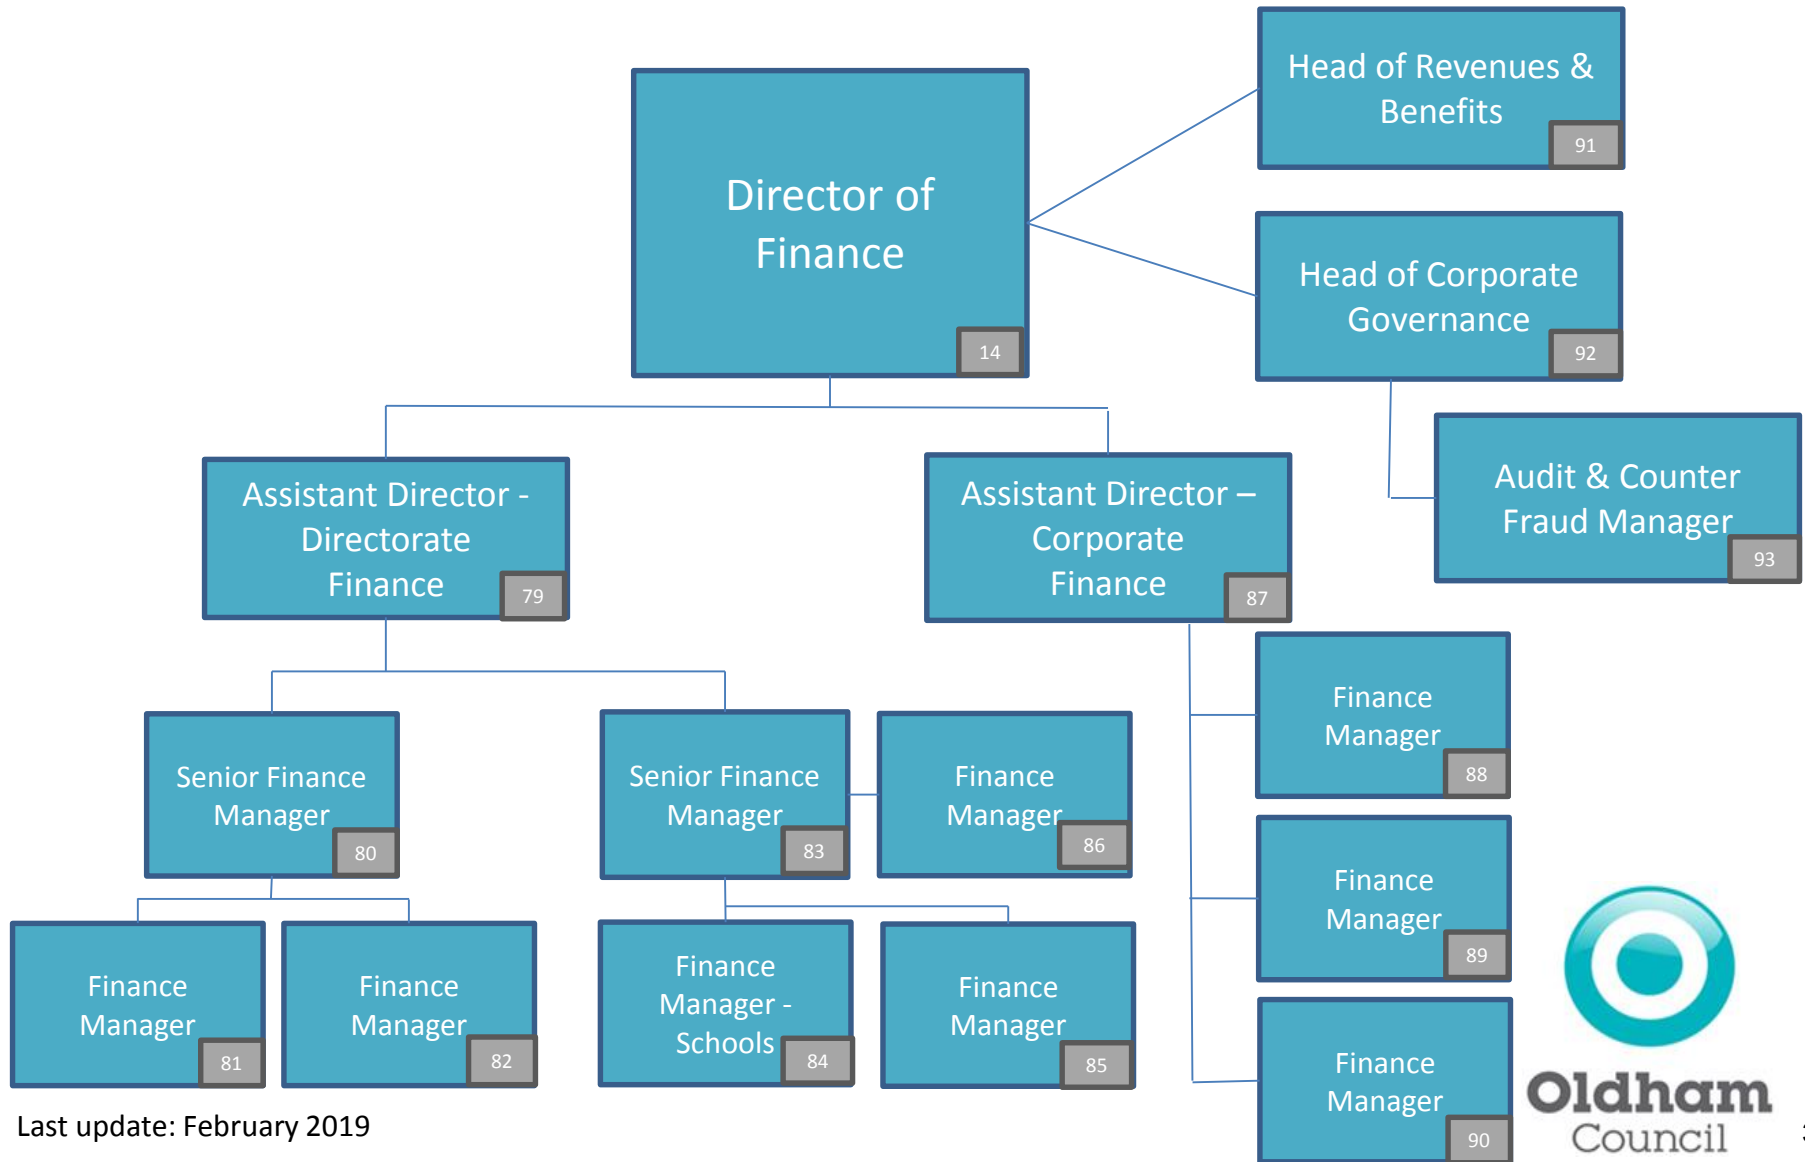 Director of
Finance
14
Head of Revenues &
Benefits
91
Head of Corporate
Governance
92
Audit & Counter
Fraud Manager
93
Assistant Director -
Directorate
Finance
79
Assistant Director –
Corporate
Finance
87
Senior Finance
Manager
80
Senior Finance
Manager
83
Finance
Manager
86
Finance
Manager
88
Finance
Manager
89
Finance
Manager
90
Finance
Manager
81
Finance
Manager
82
Finance
Manager -
Schools
84
Finance
Manager
85
Last update: February 2019
Oldham
Council